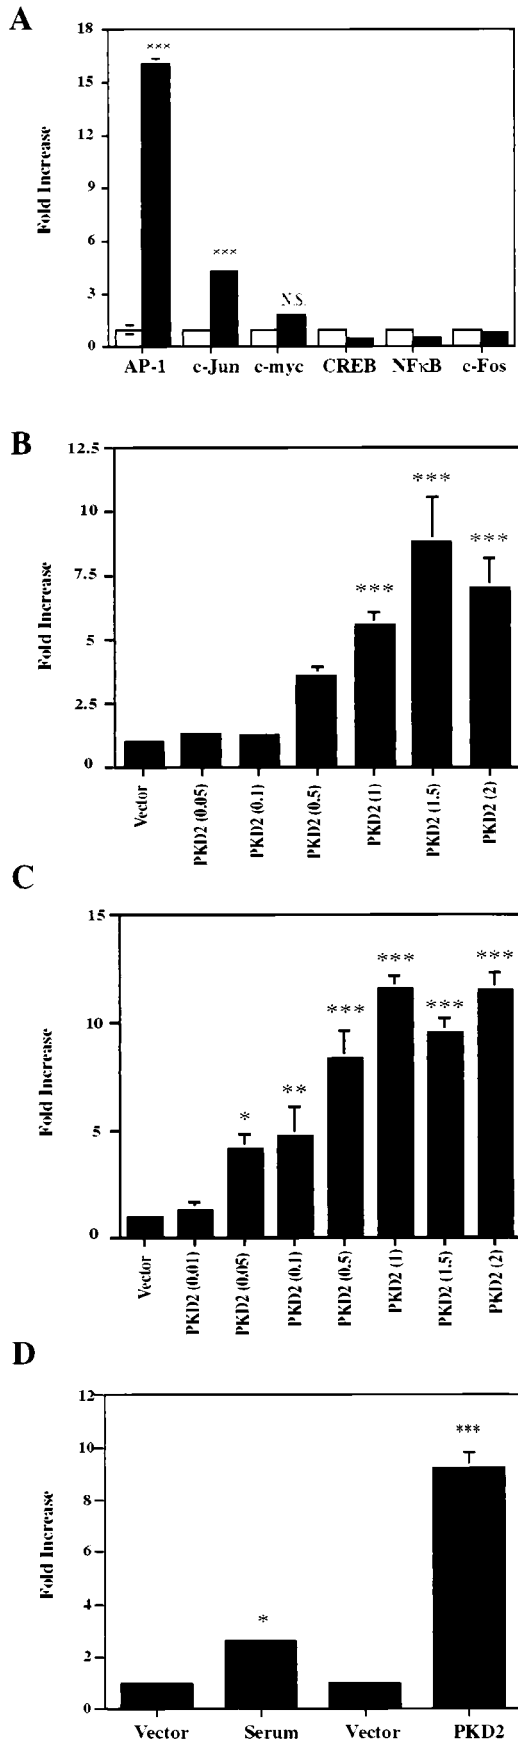 A
18
15
12
9
6
3
0
Fold Increase
***
***
N.S.
AP-1 c-Jun c-myc CREB NFκB c-Fos
B
12.5
10
7.5
5
2.5
0
Fold Increase
***
***
***
Vector
PKD2 (0.05)
PKD2 (0.1)
PKD2 (0.5)
PKD2 (1)
PKD2 (1.5)
PKD2 (2)
C
15
10
5
0
Fold Increase
*
**
***
***
***
***
Vector
PKD2 (0.01)
PKD2 (0.05)
PKD2 (0.1)
PKD2 (0.5)
PKD2 (1)
PKD2 (1.5)
PKD2 (2)
D
12
10
8
6
4
2
0
Fold Increase
*
***
Vector Serum Vector PKD2